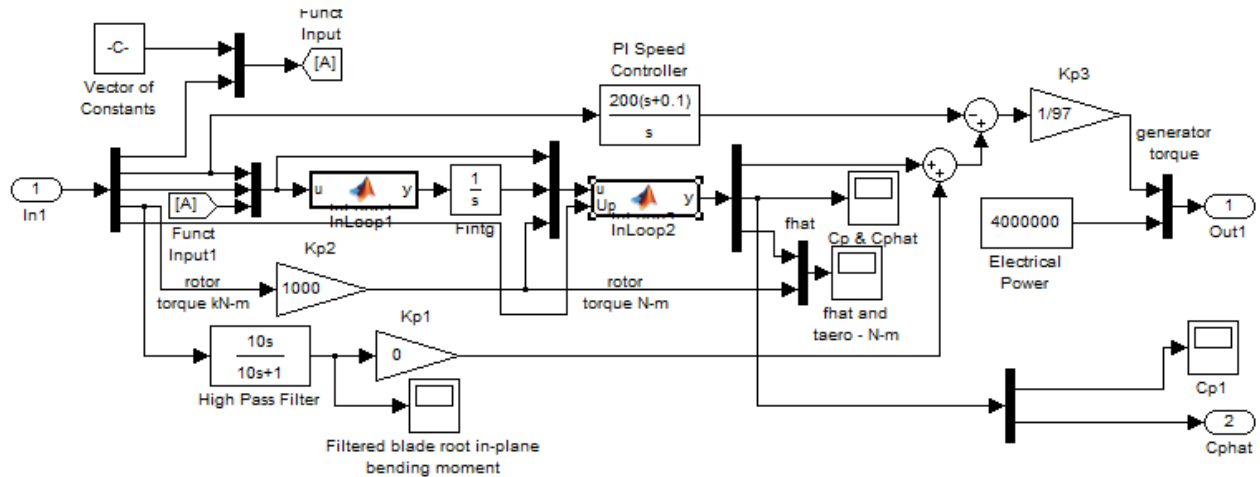 Funct
Input
-C-
[A]
Vector of
Constants
PI Speed
Controller
200(s+0.1)
s
Kp3
1/97
-
+
+
+
generator
torque
1
In1
[A]
Funct
Input1
u
y
InLoop1
1
s
Fintg
u
Up
y
InLoop2
fhat
Cp & Cphat
4000000
Electrical
Power
1
Out1
Kp2
rotor
torque kN-m
1000
rotor
torque N-m
fhat and
taero - N-m
Kp1
10s
10s+1
0
High Pass Filter
Filtered blade root in-plane
bending moment
Cp1
2
Cphat